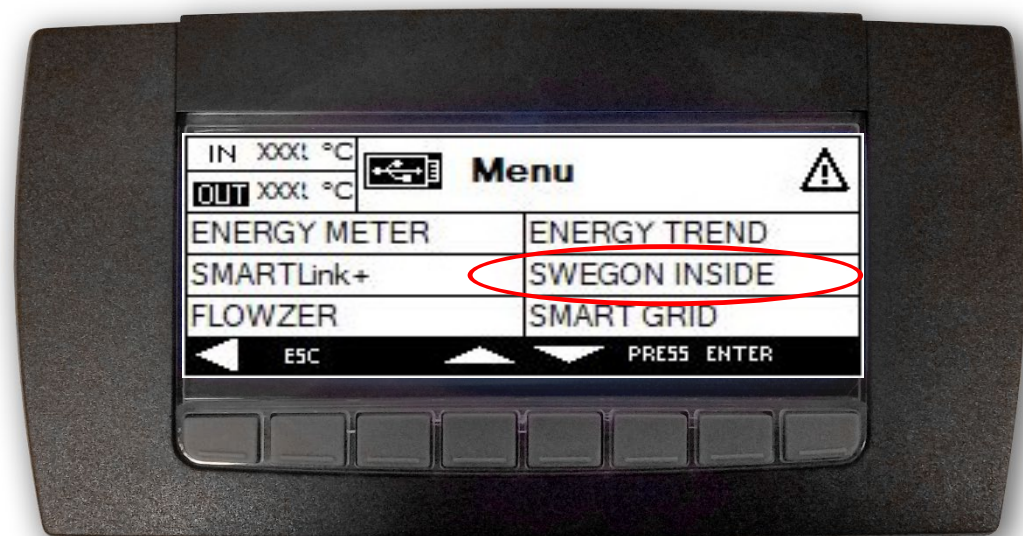 IN XXX.t °C
OUT XXX.t °C
Menu
ENERGY METER
ENERGY TREND
SMARTLink+
SWEGON INSIDE
FLOWZER
SMART GRID
ESC
PRESS ENTER